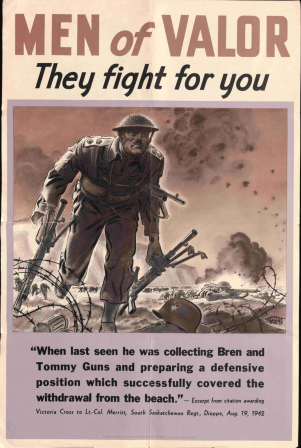 MEN of VALOR
They fight for you
"When last seen he was collecting Bren and
Tommy Guns and preparing a defensive
position which successfully covered the
withdrawal from the beach." — Excerpt from citation awarding
Victoria Cross to Lt.-Col. Merritt, South Saskatchewan Regt., Dieppe, Aug. 19, 1942